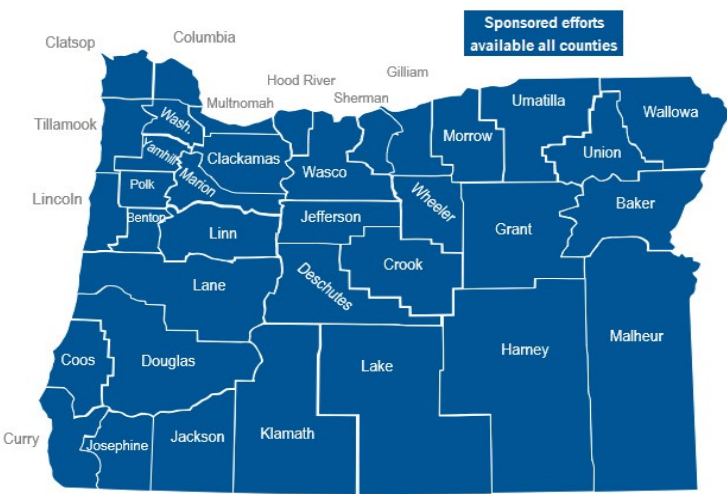 Sponsored efforts
available all counties
Clatsop
Columbia
Hood River
Gilliam
Multnomah
Sherman
Umatilla
Wallowa
Tillamook
Wash.
Morrow
Union
Yamhill
Clackamas
Wasco
Polk
Marion
Lincoln
Wheeler
Baker
Benton
Jefferson
Linn
Grant
Crook
Lane
Deschutes
Malheur
Harney
Coos
Douglas
Lake
Curry
Josephine
Jackson
Klamath